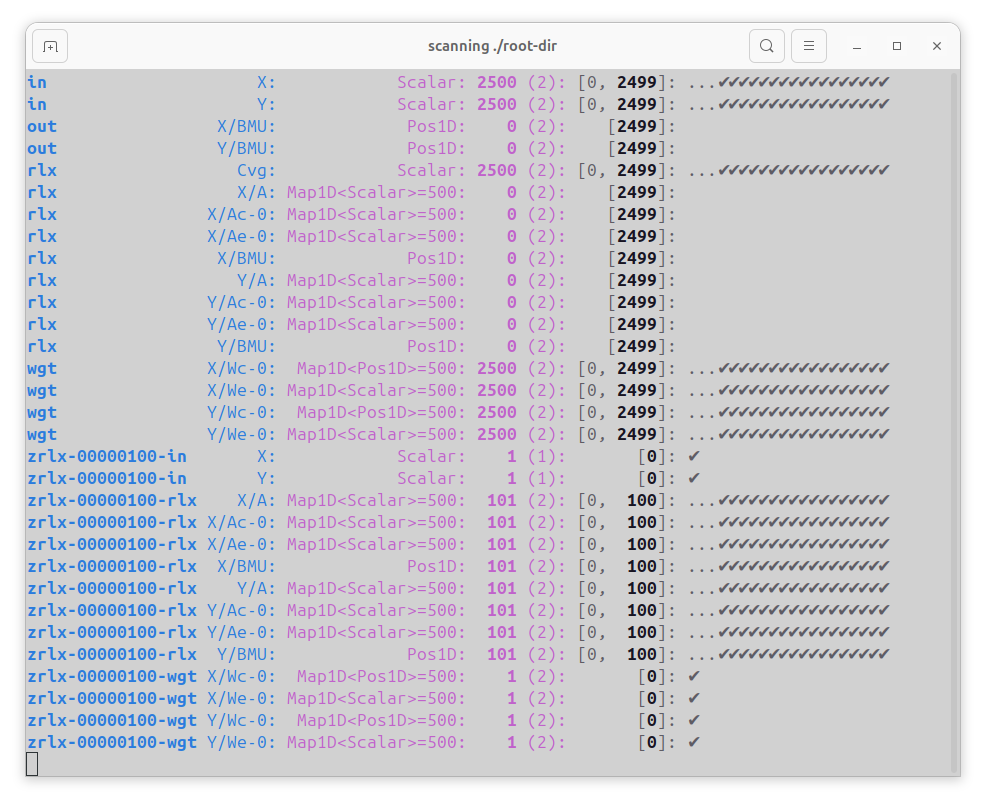 scanning ./root-dir
in X: Scalar: 2500 (2): [0, 2499]: ...✔✔✔✔✔✔✔✔✔✔✔✔✔✔✔✔✔
in Y: Scalar: 2500 (2): [0, 2499]: ...✔✔✔✔✔✔✔✔✔✔✔✔✔✔✔✔✔
out X/BMU: Pos1D: 0 (2): [2499]:
out Y/BMU: Pos1D: 0 (2): [2499]:
rlx Cvg: Scalar: 2500 (2): [0, 2499]: ...✔✔✔✔✔✔✔✔✔✔✔✔✔✔✔✔✔
rlx X/A: Map1D<Scalar>=500: 0 (2): [2499]:
rlx X/Ac-0: Map1D<Scalar>=500: 0 (2): [2499]:
rlx X/Ae-0: Map1D<Scalar>=500: 0 (2): [2499]:
rlx X/BMU: Pos1D: 0 (2): [2499]:
rlx Y/A: Map1D<Scalar>=500: 0 (2): [2499]:
rlx Y/Ac-0: Map1D<Scalar>=500: 0 (2): [2499]:
rlx Y/Ae-0: Map1D<Scalar>=500: 0 (2): [2499]:
rlx Y/BMU: Pos1D: 0 (2): [2499]:
wgt X/Wc-0: Map1D<Pos1D>=500: 2500 (2): [0, 2499]: ...✔✔✔✔✔✔✔✔✔✔✔✔✔✔✔✔✔
wgt X/We-0: Map1D<Scalar>=500: 2500 (2): [0, 2499]: ...✔✔✔✔✔✔✔✔✔✔✔✔✔✔✔✔✔
wgt Y/Wc-0: Map1D<Pos1D>=500: 2500 (2): [0, 2499]: ...✔✔✔✔✔✔✔✔✔✔✔✔✔✔✔✔✔
wgt Y/We-0: Map1D<Scalar>=500: 2500 (2): [0, 2499]: ...✔✔✔✔✔✔✔✔✔✔✔✔✔✔✔✔✔
zrlx-00000100-in X: Scalar: 1 (1): [0]: ✔
zrlx-00000100-in Y: Scalar: 1 (1): [0]: ✔
zrlx-00000100-rlx X/A: Map1D<Scalar>=500: 101 (2): [0, 100]: ...✔✔✔✔✔✔✔✔✔✔✔✔✔✔✔✔✔
zrlx-00000100-rlx X/Ac-0: Map1D<Scalar>=500: 101 (2): [0, 100]: ...✔✔✔✔✔✔✔✔✔✔✔✔✔✔✔✔✔
zrlx-00000100-rlx X/Ae-0: Map1D<Scalar>=500: 101 (2): [0, 100]: ...✔✔✔✔✔✔✔✔✔✔✔✔✔✔✔✔✔
zrlx-00000100-rlx X/BMU: Pos1D: 101 (2): [0, 100]: ...✔✔✔✔✔✔✔✔✔✔✔✔✔✔✔✔✔
zrlx-00000100-rlx Y/A: Map1D<Scalar>=500: 101 (2): [0, 100]: ...✔✔✔✔✔✔✔✔✔✔✔✔✔✔✔✔✔
zrlx-00000100-rlx Y/Ac-0: Map1D<Scalar>=500: 101 (2): [0, 100]: ...✔✔✔✔✔✔✔✔✔✔✔✔✔✔✔✔✔
zrlx-00000100-rlx Y/Ae-0: Map1D<Scalar>=500: 101 (2): [0, 100]: ...✔✔✔✔✔✔✔✔✔✔✔✔✔✔✔✔✔
zrlx-00000100-rlx Y/BMU: Pos1D: 101 (2): [0, 100]: ...✔✔✔✔✔✔✔✔✔✔✔✔✔✔✔✔✔
zrlx-00000100-wgt X/Wc-0: Map1D<Pos1D>=500: 1 (2): [0]: ✔
zrlx-00000100-wgt X/We-0: Map1D<Scalar>=500: 1 (2): [0]: ✔
zrlx-00000100-wgt Y/Wc-0: Map1D<Pos1D>=500: 1 (2): [0]: ✔
zrlx-00000100-wgt Y/We-0: Map1D<Scalar>=500: 1 (2): [0]: ✔